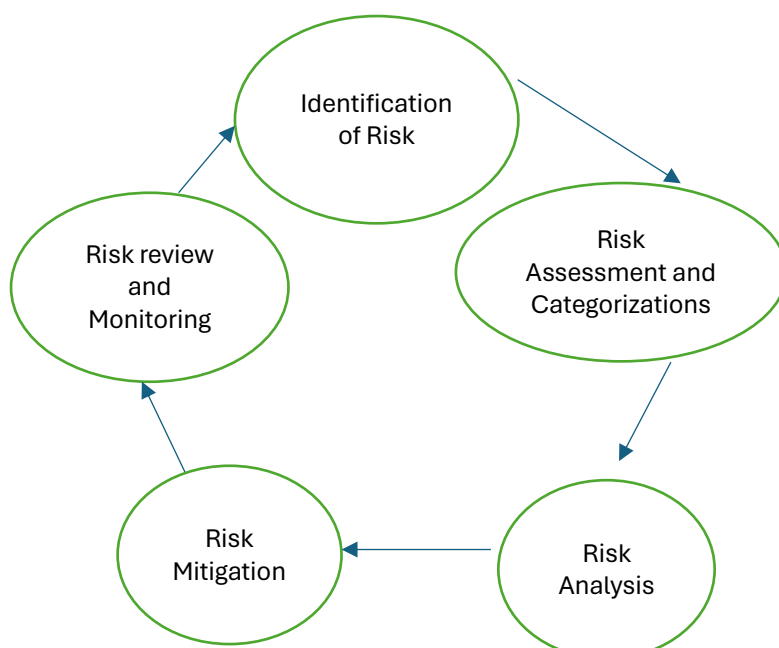 Identification
of Risk
Risk
Assessment and
Categorizations
Risk
Analysis
Risk
Mitigation
Risk review
and
Monitoring